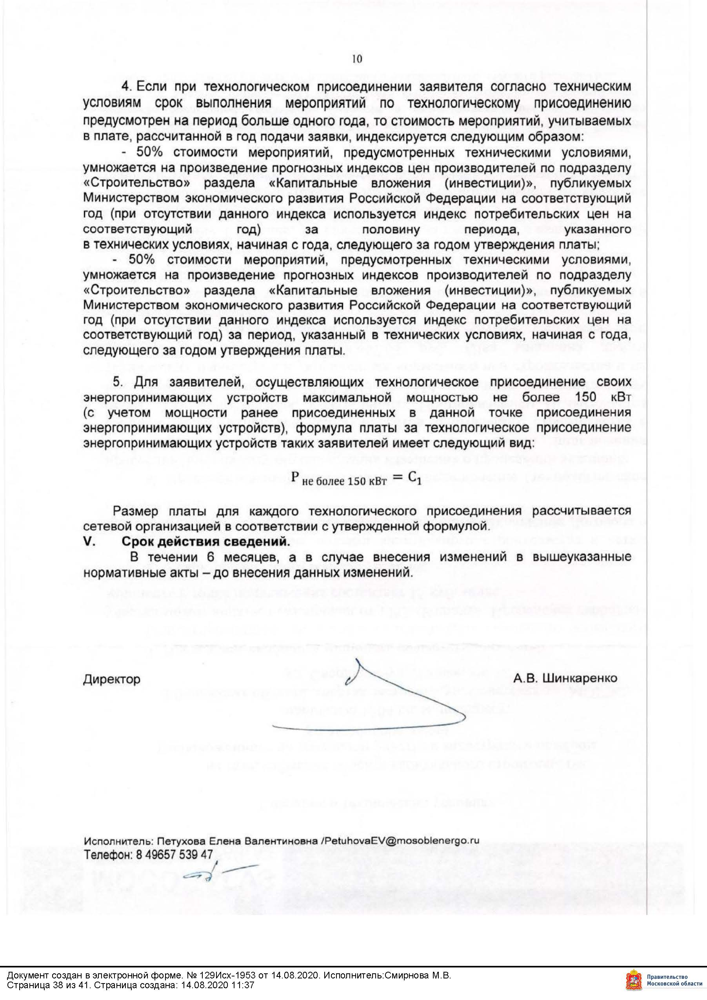 10
4. Если при технологическом присоединении заявителя согласно техническим
условиям срок выполнения мероприятий по технологическому присоединению
предусмотрен на период больше одного года, то стоимость мероприятий, учитываемых
в плате, рассчитанной в год подачи заявки, индексируется следующим образом:
- 50% стоимости мероприятий, предусмотренных техническими условиями,
умножается на произведение прогнозных индексов цен производителей по подразделу
«Строительство» раздела «Капитальные вложения (инвестиции)», публикуемых
Министерством экономического развития Российской Федерации на соответствующий
год (при отсутствии данного индекса используется индекс потребительских цен на
соответствующий год) за половину периода, указанного
в технических условиях, начиная с года, следующего за годом утверждения платы;
- 50% стоимости мероприятий, предусмотренных техническими условиями,
умножается на произведение прогнозных индексов производителей по подразделу
«Строительство» раздела «Капитальные вложения (инвестиции)», публикуемых
Министерством экономического развития Российской Федерации на соответствующий
год (при отсутствии данного индекса используется индекс потребительских цен на
соответствующий год) за период, указанный в технических условиях, начиная с года,
следующего за годом утверждения платы.
5. Для заявителей, осуществляющих технологическое присоединение своих
энергопринимающих устройств максимальной мощностью не более 150 кВт
(с учетом мощности ранее присоединенных в данной точке присоединения
энергопринимающих устройств), формула платы за технологическое присоединение
энергопринимающих устройств таких заявителей имеет следующий вид:
P не более 150 кВт = C1
Размер платы для каждого технологического присоединения рассчитывается
сетевой организацией в соответствии с утвержденной формулой.
V. Срок действия сведений.
В течении 6 месяцев, а в случае внесения изменений в вышеуказанные
нормативные акты – до внесения данных изменений.
Директор А.В. Шинкаренко
Исполнитель: Петухова Елена Валентиновна /PetuhovaEV@mosoblenergo.ru
Телефон: 8 49657 539 47
Документ создан в электронной форме. № 129Исх-1953 от 14.08.2020. Исполнитель:Смирнова М.В.
Страница 38 из 41. Страница создана: 14.08.2020 11:37
Правительство
Московской области